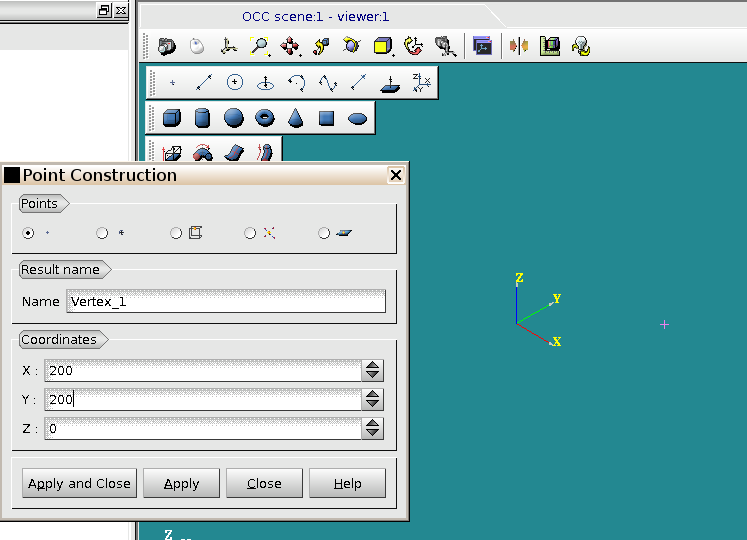 OCC scene:1 - viewer:1
Point Construction
Points
Result name
Name Vertex_1
Coordinates
X : 200
Y : 200
Z : 0
Apply and Close Apply Close Help
Z
Y
X
Z